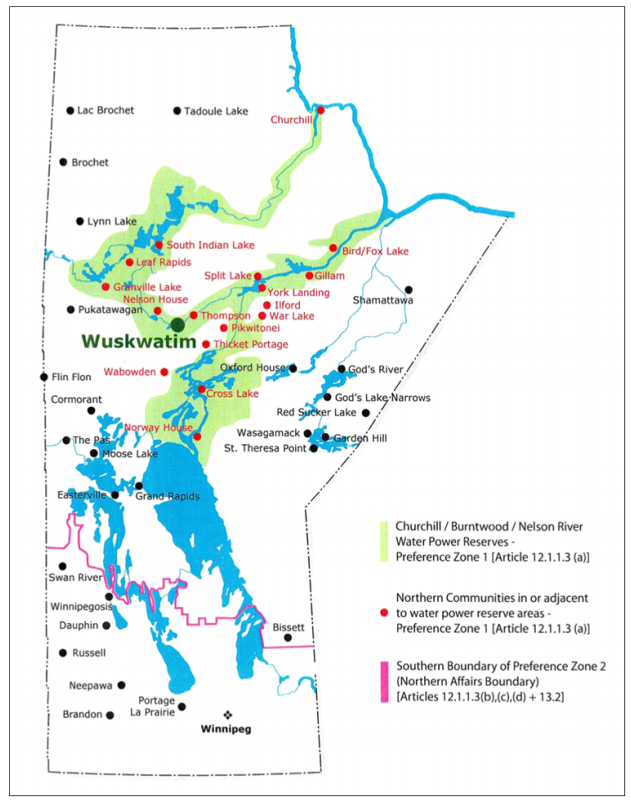 Lac Brochet
Tadoule Lake
Churchill
Brochet
Lynn Lake
South Indian Lake
Bird/Fox Lake
Leaf Rapids
Split Lake
Gillam
Granville Lake
York Landing
Shamattawa
Nelson House
Ilford
Pukatawagan
Thompson
War Lake
Pikwitonei
Wuskwatim
Thicket Portage
Wabowden
Oxford House
God's River
Flin Flon
Cross Lake
God's Lake Narrows
Cormorant
Red Sucker Lake
Norway House
Wasagamack
Garden Hill
The Pas
St. Theresa Point
Moose Lake
Easterville
Grand Rapids
Churchill / Burntwood / Nelson River
Water Power Reserves -
Preference Zone 1 [Article 12.1.1.3 (a)]
Swan River
Northern Communities in or adjacent
to water power reserve areas -
Preference Zone 1 [Article 12.1.1.3 (a)]
Winnipegosis
Dauphin
Bissett
Russell
Southern Boundary of Preference Zone 2
(Northern Affairs Boundary)
[Articles 12.1.1.3(b),(c),(d) + 13.2]
Neepawa
Portage
La Prairie
Brandon
Winnipeg